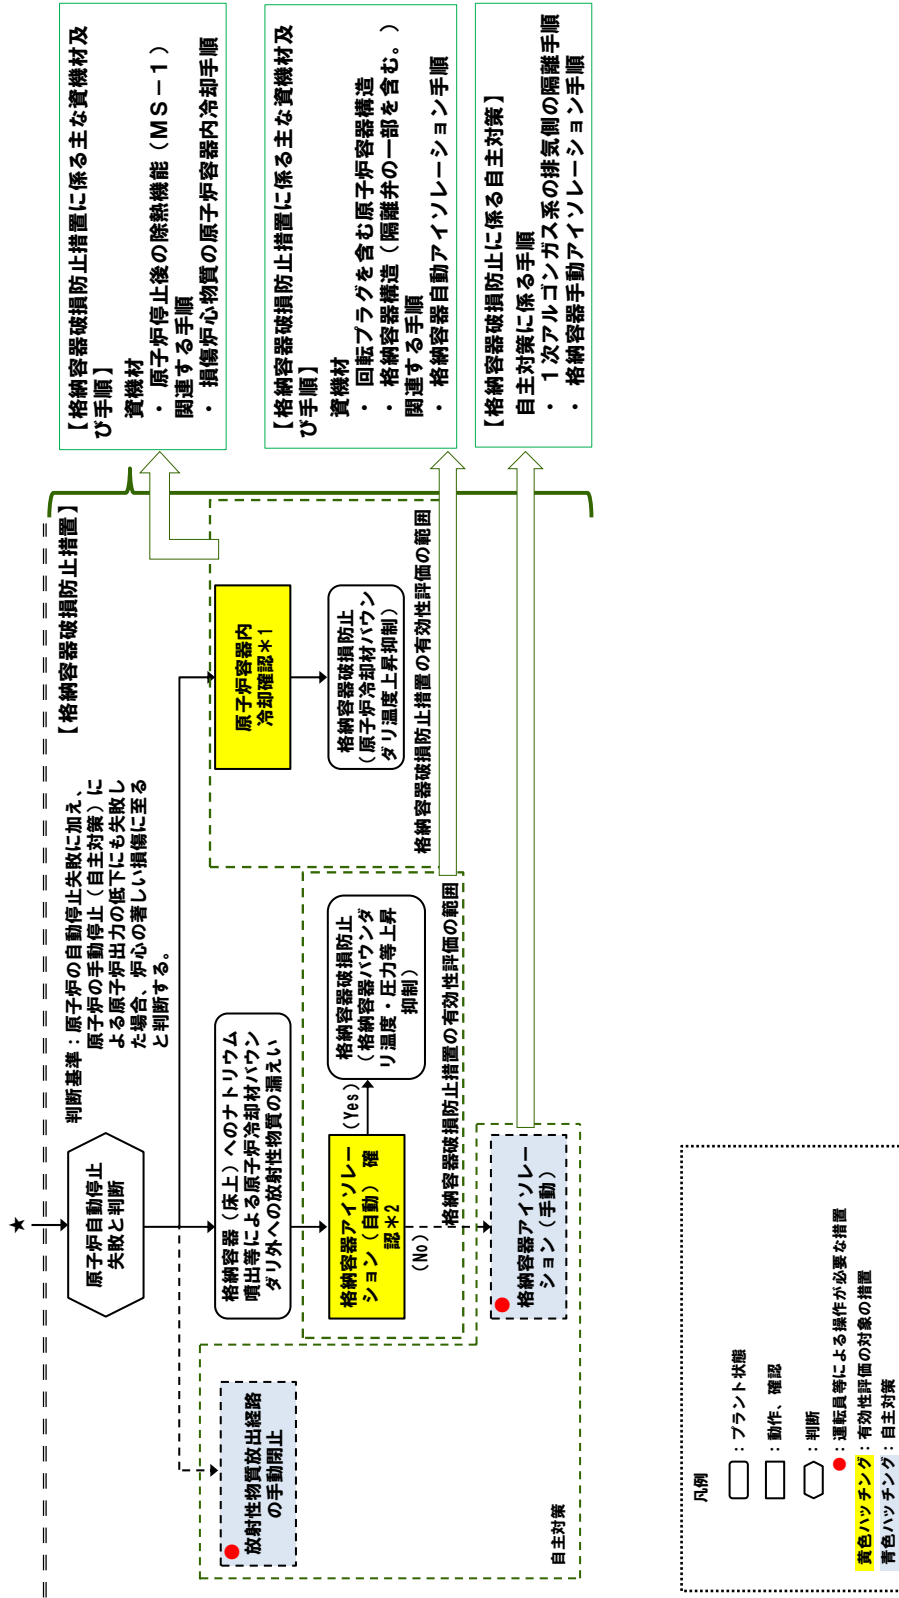 【格納容器破損防止措置】
★
原子炉自動停止
失敗と判断
判断基準：原子炉の自動停止失敗に加え、
原子炉の手動停止（自主対策）に
よる原子炉出力の低下にも失敗し
た場合、炉心の著しい損傷に至る
と判断する。
放射性物質放出経路
の手動閉止
格納容器（床上）へのナトリウム
噴出等による原子炉冷却材バウン
ダリ外への放射性物質の漏えい
原子炉容器内
冷却確認＊1
格納容器破損防止
（原子炉冷却材バウン
ダリ温度上昇抑制）
格納容器破損防止措置の有効性評価の範囲
格納容器アイソレー
ション（自動）　確
認＊2
(Yes)
(No)
格納容器破損防止
（格納容器バウンダ
リ温度・圧力等上昇
抑制）
格納容器破損防止措置の有効性評価の範囲
格納容器アイソレー
ション（手動）
自主対策
【格納容器破損防止措置に係る主な資機材及
び手順】
資機材
・ 原子炉停止後の除熱機能（ＭＳ－１）
関連する手順
・ 損傷炉心物質の原子炉容器内冷却手順
【格納容器破損防止措置に係る主な資機材及
び手順】
資機材
・ 回転プラグを含む原子炉容器構造
・ 格納容器構造（隔離弁の一部を含む。）
関連する手順
・ 格納容器自動アイソレーション手順
【格納容器破損防止に係る自主対策】
自主対策に係る手順
・ １次アルゴンガス系の排気側の隔離手順
・ 格納容器手動アイソレーション手順
凡例
：プラント状態
：動作、確認
：判断
●：運転員等による操作が必要な措置
黄色ハッチング：有効性評価の対象の措置
青色ハッチング：自主対策